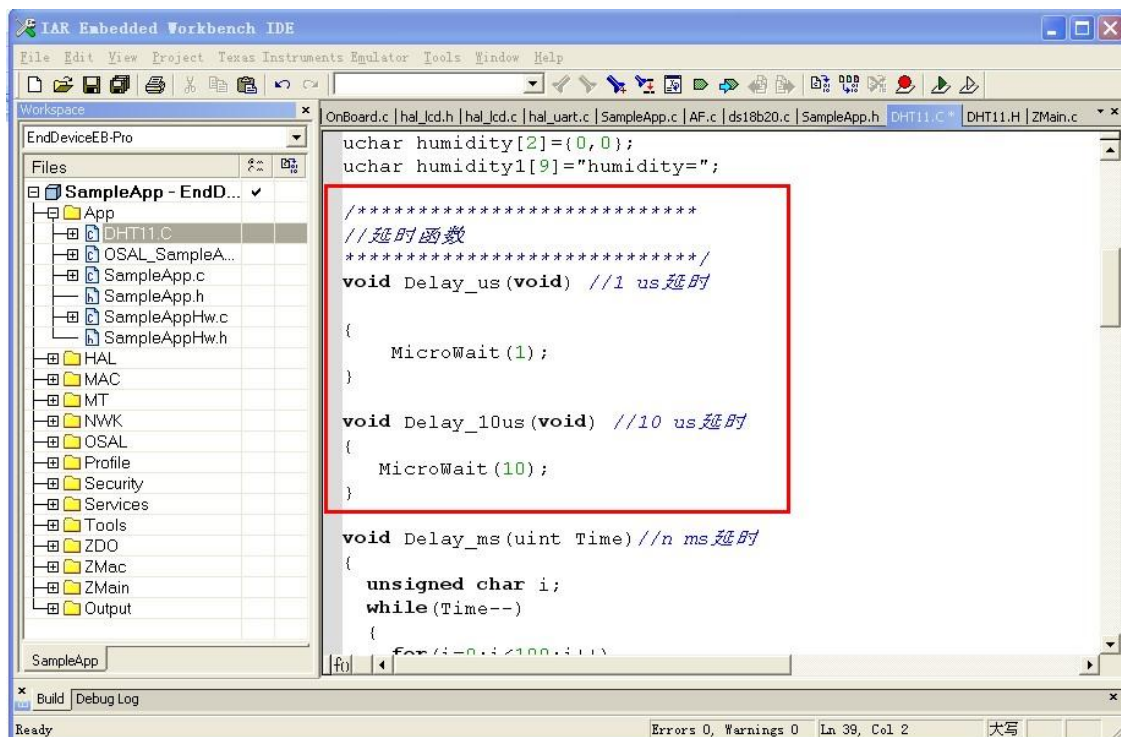 IAR Embedded Workbench IDE
File Edit View Project Texas Instruments Emulator Tools Window Help
Workspace
EndDeviceEB-Pro
Files
SampleApp - EndD...
App
DHT11.C
OSAL_SampleA...
SampleApp.c
SampleApp.h
SampleAppHw.c
SampleAppHw.h
HAL
MAC
MT
NWK
OSAL
Profile
Security
Services
Tools
ZDO
ZMac
ZMain
Output
SampleApp
OnBoard.c | hal_lcd.h | hal_lcd.c | hal_uart.c | SampleApp.c | AF.c | ds18b20.c | SampleApp.h DHT11.C * DHT11.H | ZMain.c
uchar humidity[2]={0,0};
uchar humidity1[9]="humidity=";
/****************************
//延时函数
*****************************/
void Delay_us(void) //1 us延时
{
MicroWait(1);
}
void Delay_10us(void) //10 us延时
{
MicroWait(10);
}
void Delay_ms(uint Time)//n ms延时
{
unsigned char i;
while(Time--)
{
for(i=0;i<100;i++)
f()
Build Debug Log
Ready
Errors 0, Warnings 0
Ln 39, Col 2
大写